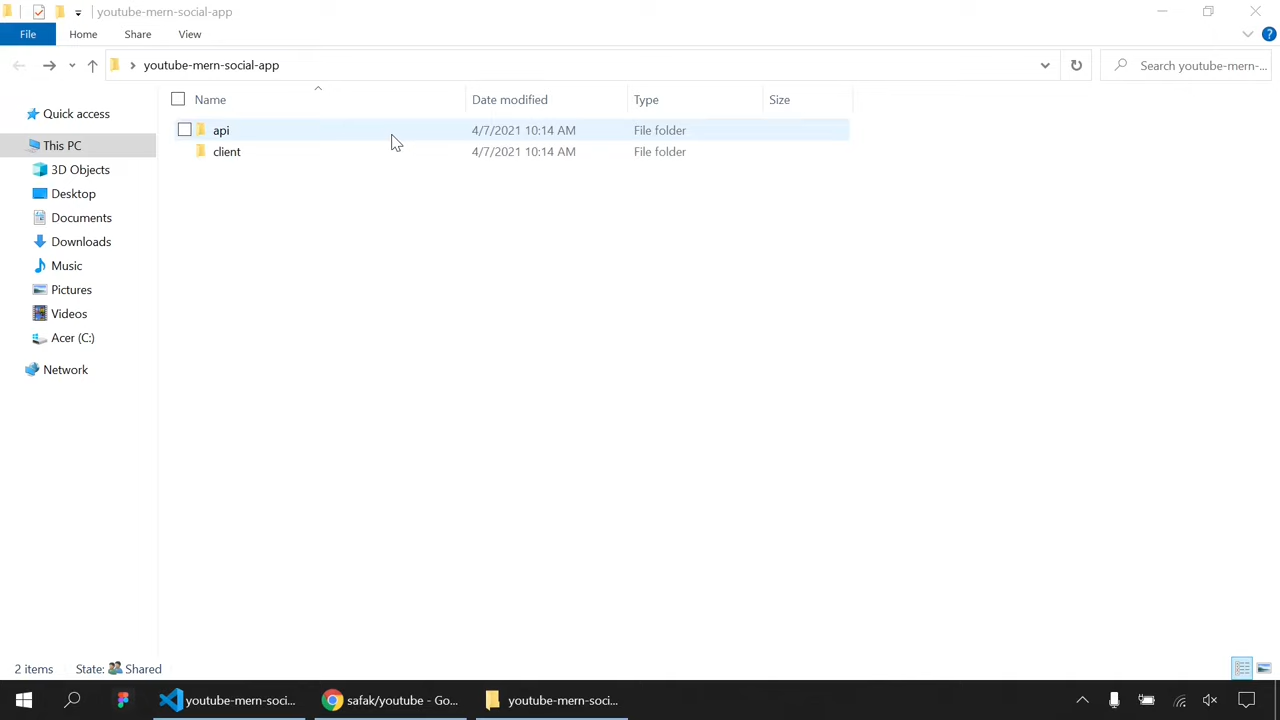 youtube-mern-social-app
File Home Share View
youtube-mern-social-app
Search youtube-mern-...
Name Date modified Type Size
api 4/7/2021 10:14 AM File folder
client 4/7/2021 10:14 AM File folder
Quick access
This PC
3D Objects
Desktop
Documents
Downloads
Music
Pictures
Videos
Acer (C:)
Network
2 items State: Shared
youtube-mern-soci... safak/youtube - Go... youtube-mern-soci...